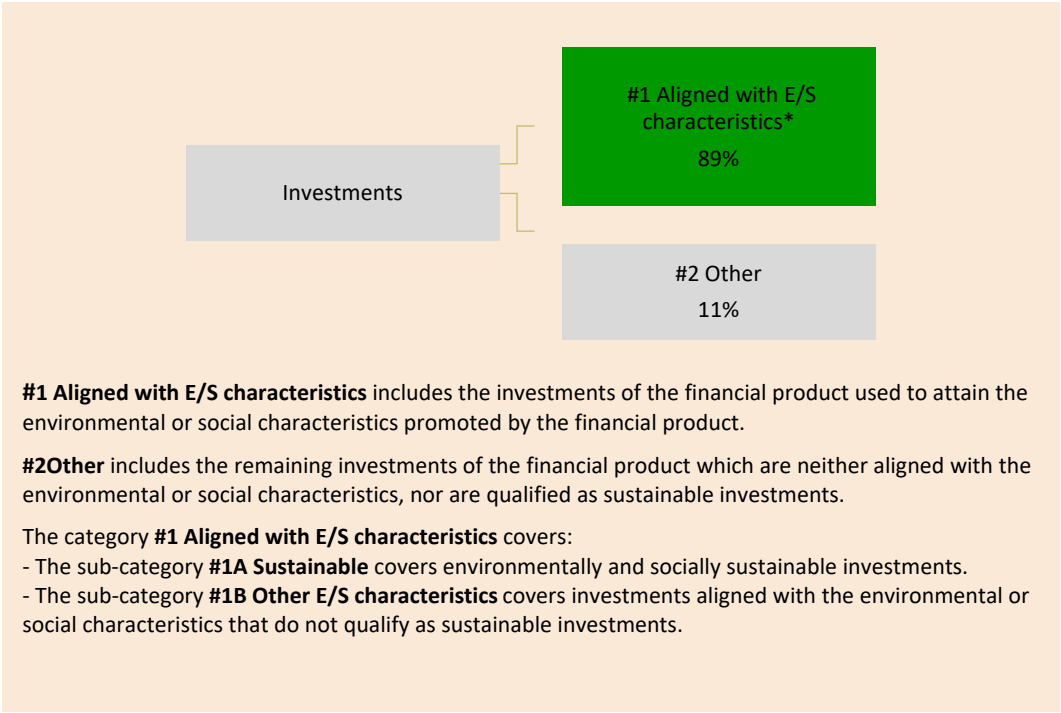 #1 Aligned with E/S
characteristics*
89%
Investments
#2 Other
11%
#1 Aligned with E/S characteristics includes the investments of the financial product used to attain the
environmental or social characteristics promoted by the financial product.
#2Other includes the remaining investments of the financial product which are neither aligned with the
environmental or social characteristics, nor are qualified as sustainable investments.
The category #1 Aligned with E/S characteristics covers:
- The sub-category #1A Sustainable covers environmentally and socially sustainable investments.
- The sub-category #1B Other E/S characteristics covers investments aligned with the environmental or
social characteristics that do not qualify as sustainable investments.